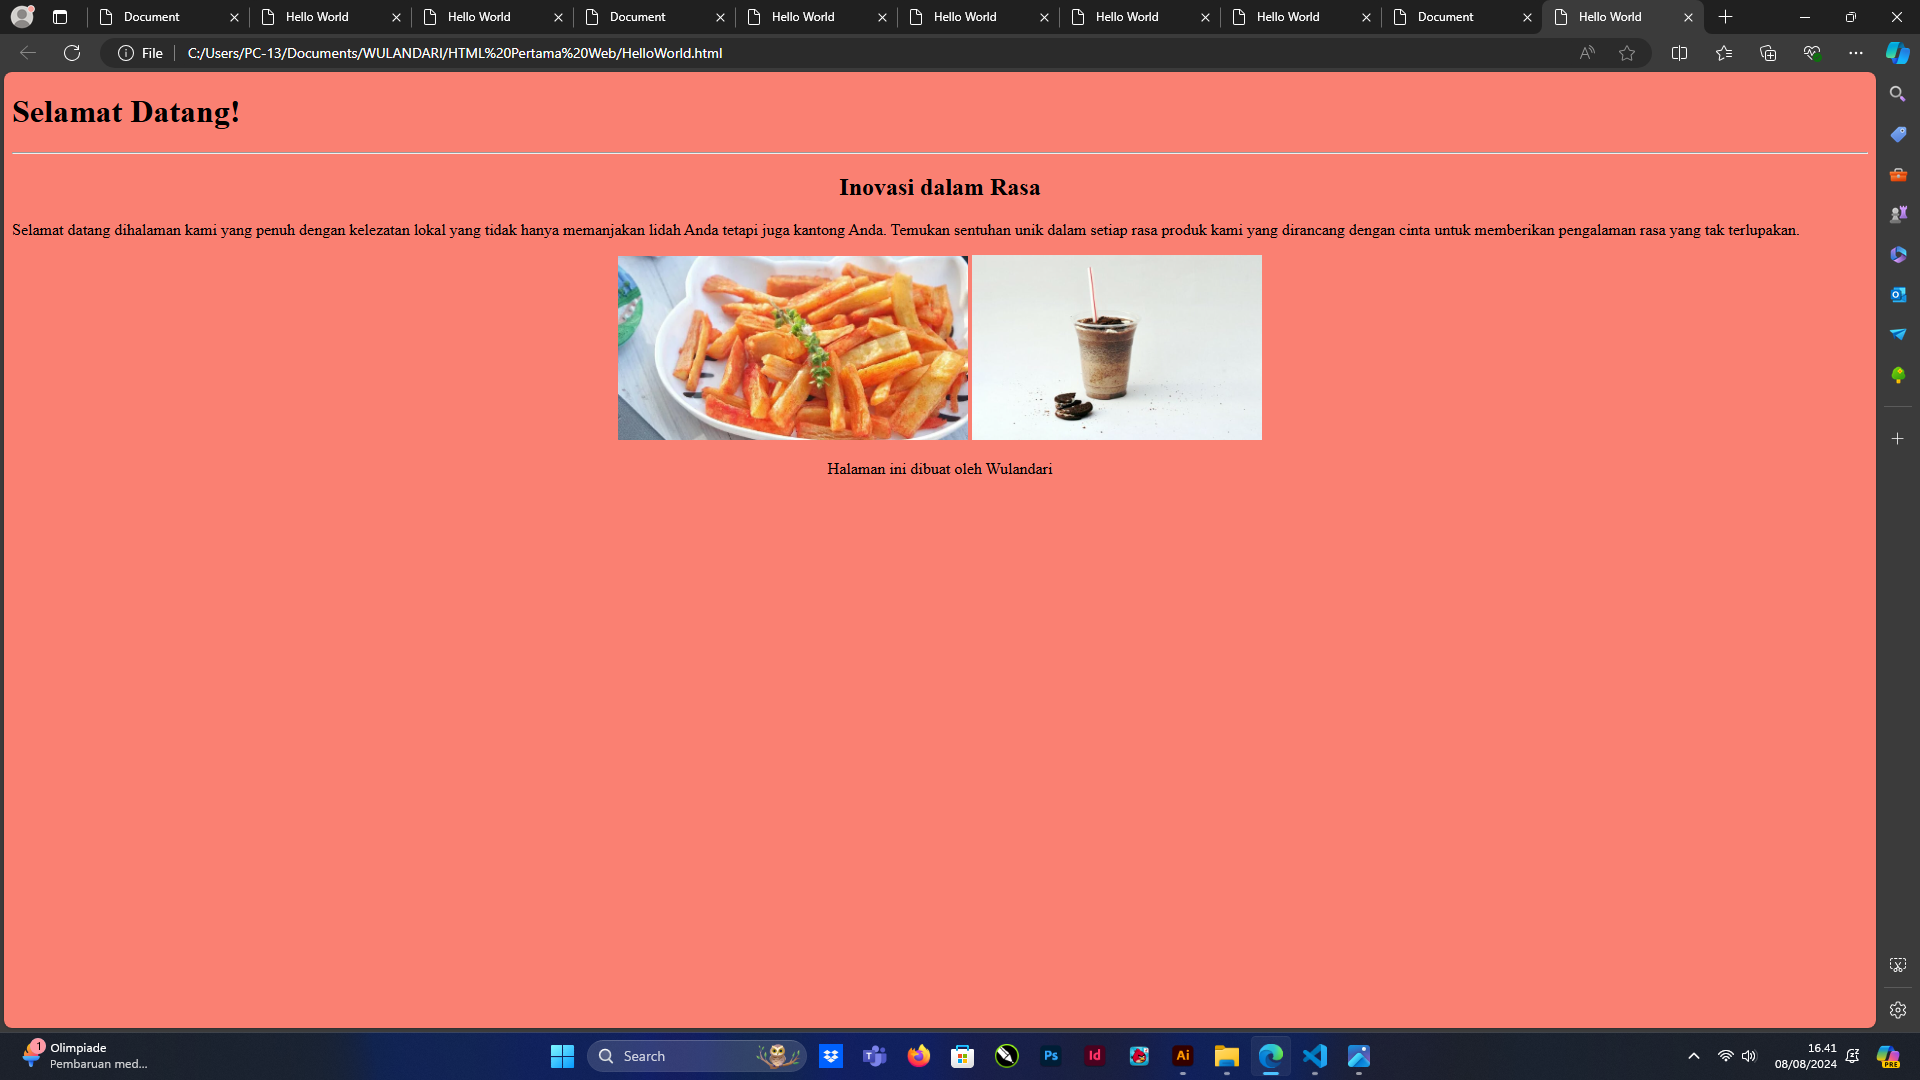 Document
Hello World
Hello World
Document
Hello World
Hello World
Hello World
Hello World
Document
Hello World
File
C:/Users/PC-13/Documents/WULANDARI/HTML%20Pertama%20Web/HelloWorld.html
Selamat Datang!
Inovasi dalam Rasa
Selamat datang dihalaman kami yang penuh dengan kelezatan lokal yang tidak hanya memanjakan lidah Anda tetapi juga kantong Anda. Temukan sentuhan unik dalam setiap rasa produk kami yang dirancang dengan cinta untuk memberikan pengalaman rasa yang tak terlupakan.
Halaman ini dibuat oleh Wulandari
1
Olimpiade
Pembaruan med...
Search
Ps
Id
Ai
16.41
08/08/2024
PRE